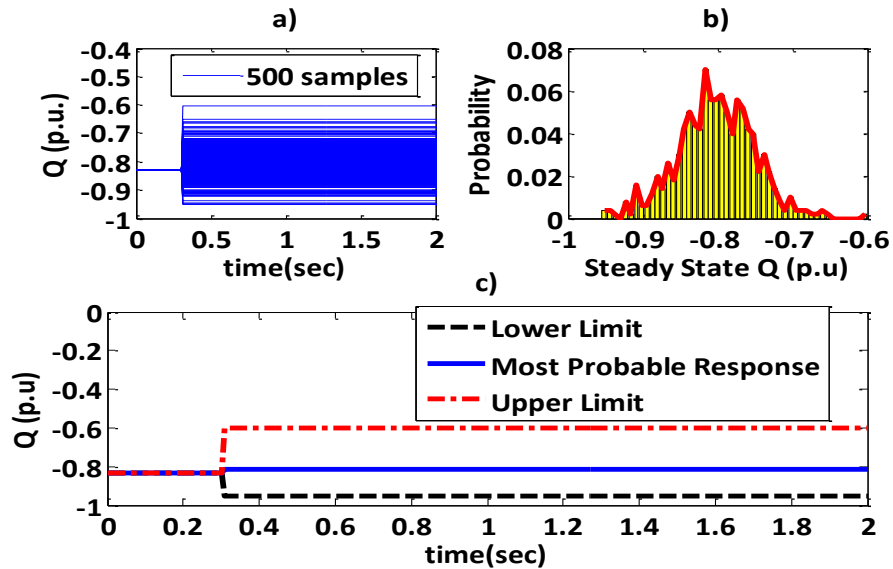 a)
-0.4
-0.5
-0.6
-0.7
-0.8
-0.9
-1
Q (p.u.)
500 samples
0 0.5 1 1.5 2
time(sec)
b)
0.08
0.06
0.04
0.02
0
Probability
-1 -0.9 -0.8 -0.7 -0.6
Steady State Q (p.u)
c)
0
-0.2
-0.4
-0.6
-0.8
-1
Q (p.u)
Lower Limit
Most Probable Response
Upper Limit
0 0.2 0.4 0.6 0.8 1 1.2 1.4 1.6 1.8 2
time(sec)